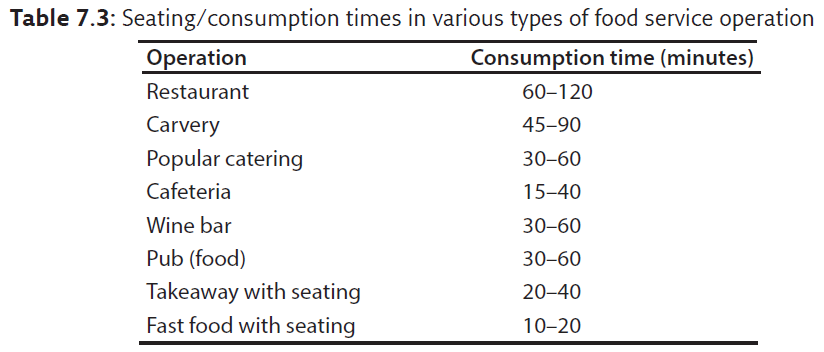 Table 7.3: Seating/consumption times in various types of food service operation
Operation Consumption time (minutes)
Restaurant 60–120
Carvery 45–90
Popular catering 30–60
Cafeteria 15–40
Wine bar 30–60
Pub (food) 30–60
Takeaway with seating 20–40
Fast food with seating 10–20